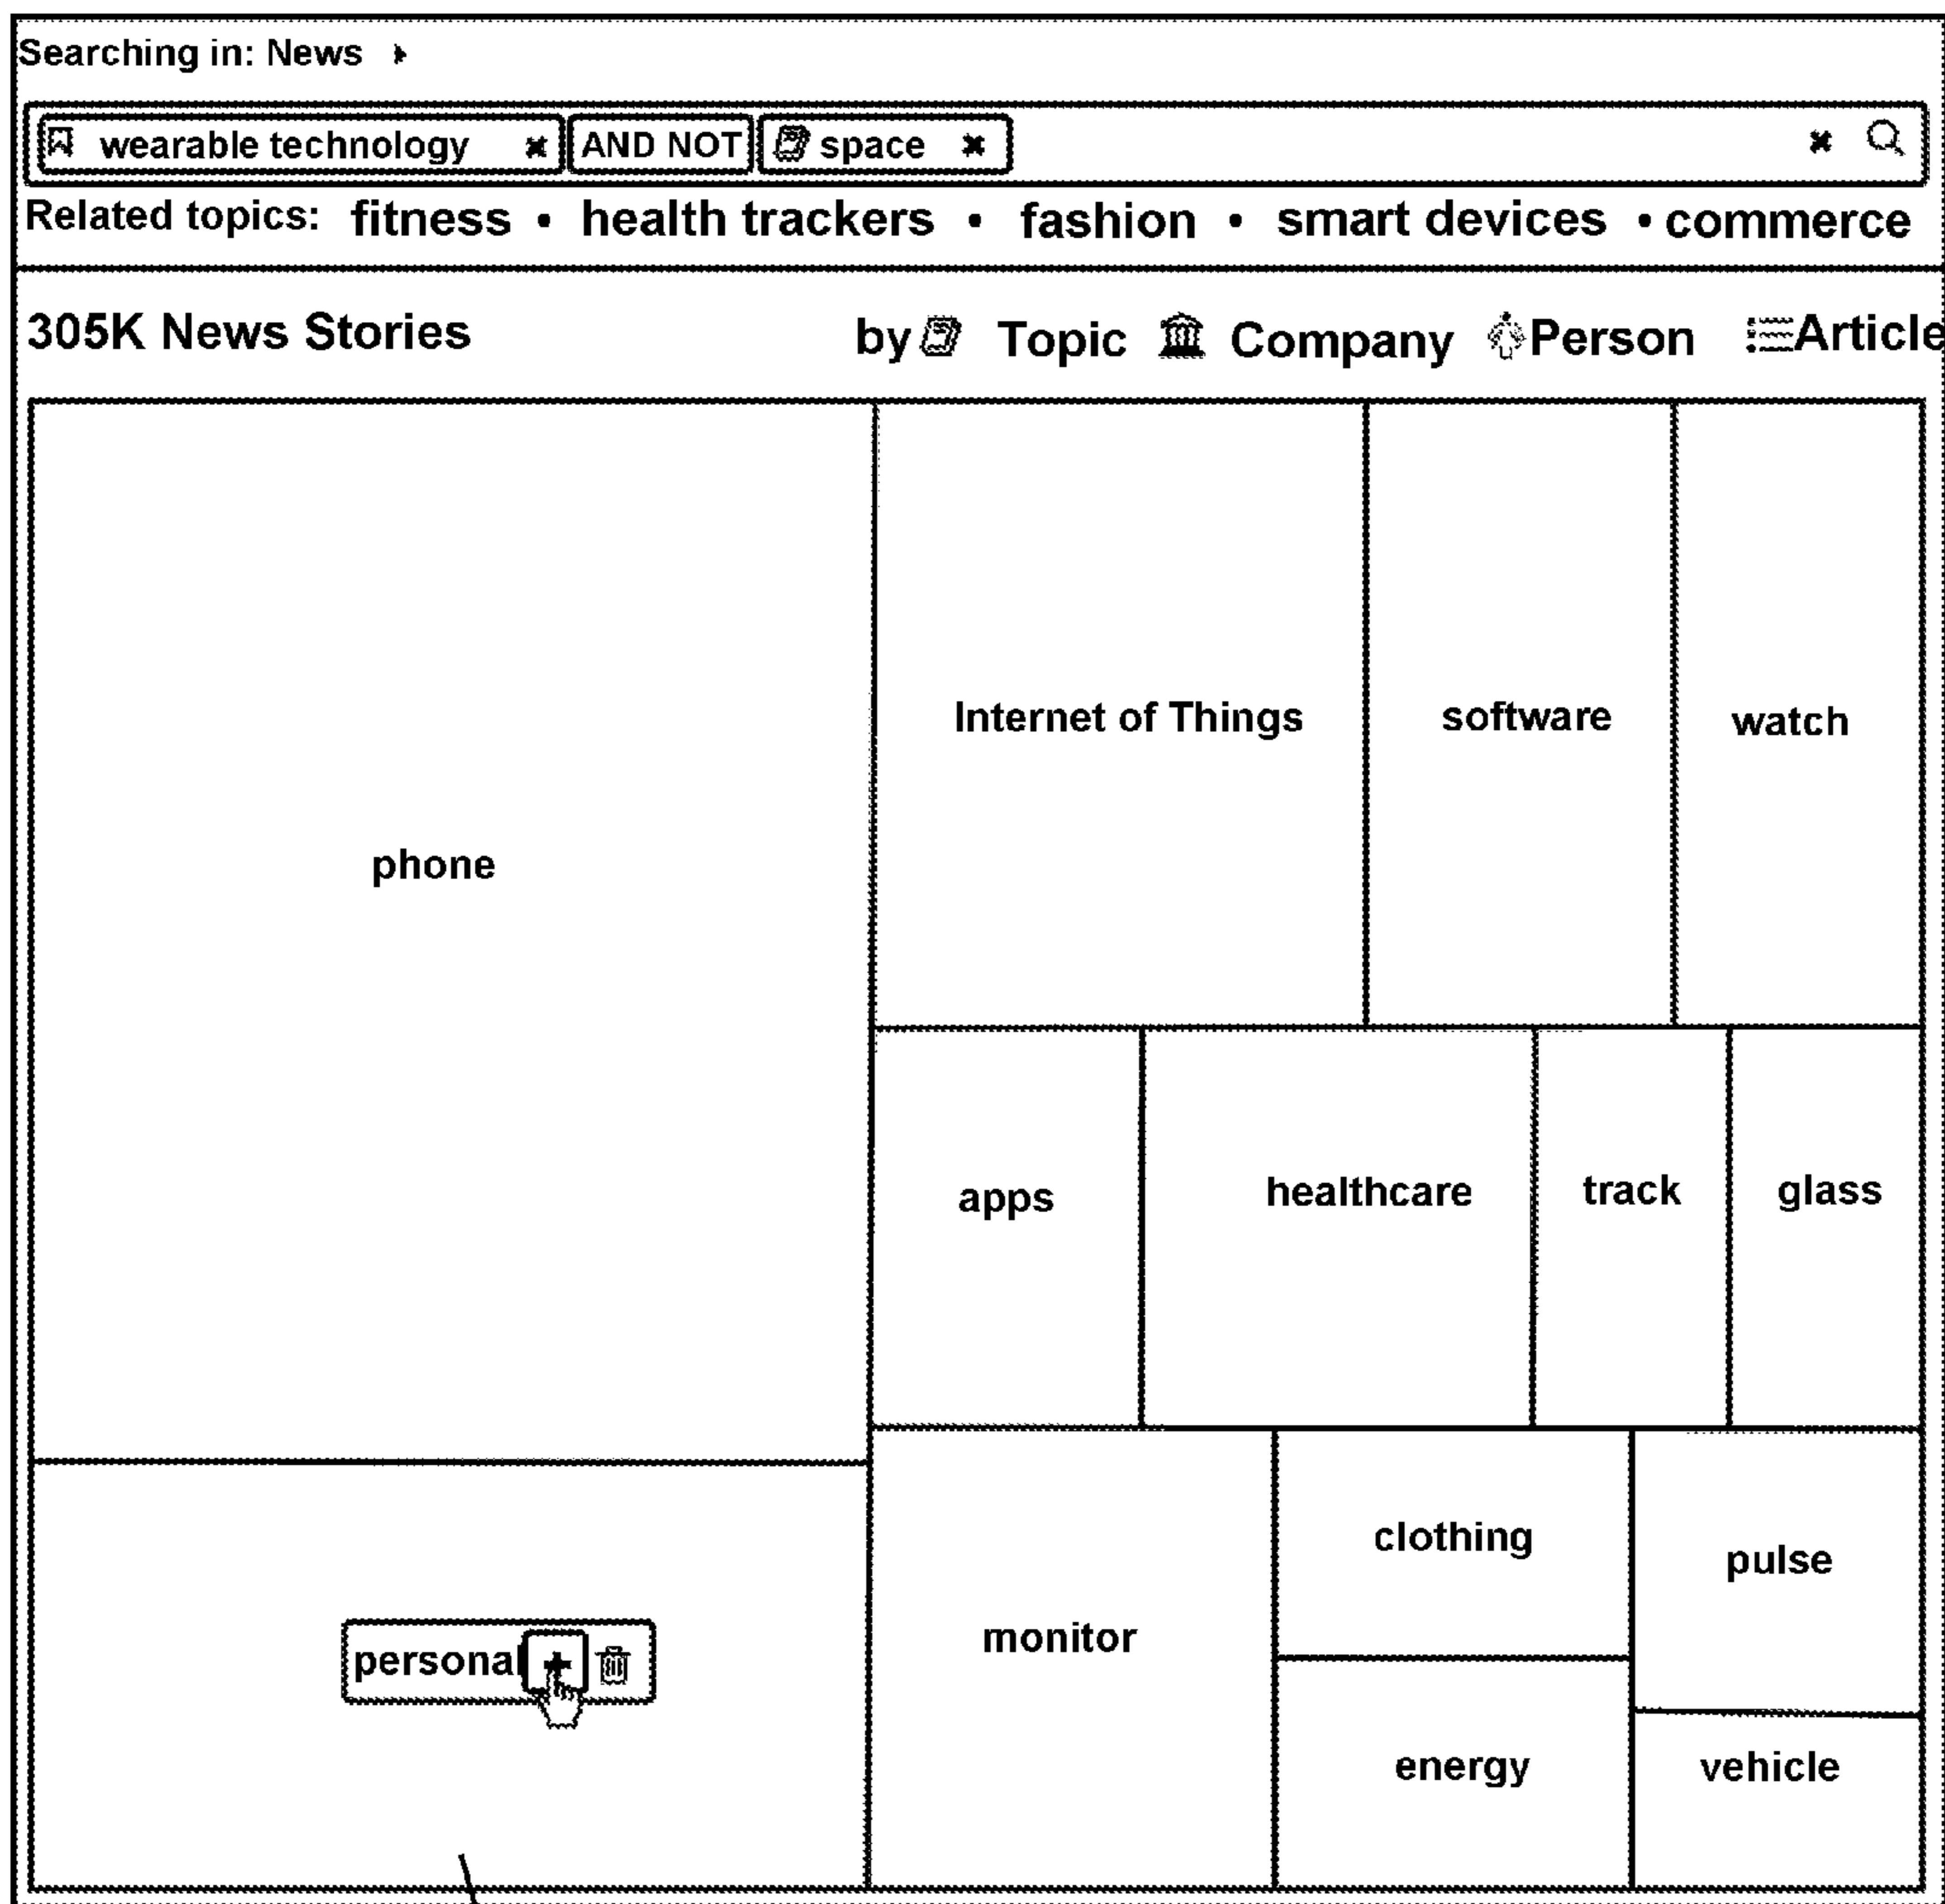 Searching in: News
wearable technology AND NOT space
Related topics: fitness • health trackers • fashion • smart devices • commerce
305K News Stories by Topic Company Person Article
phone
Internet of Things
software
watch
apps
healthcare
track
glass
personal
monitor
clothing
pulse
energy
vehicle